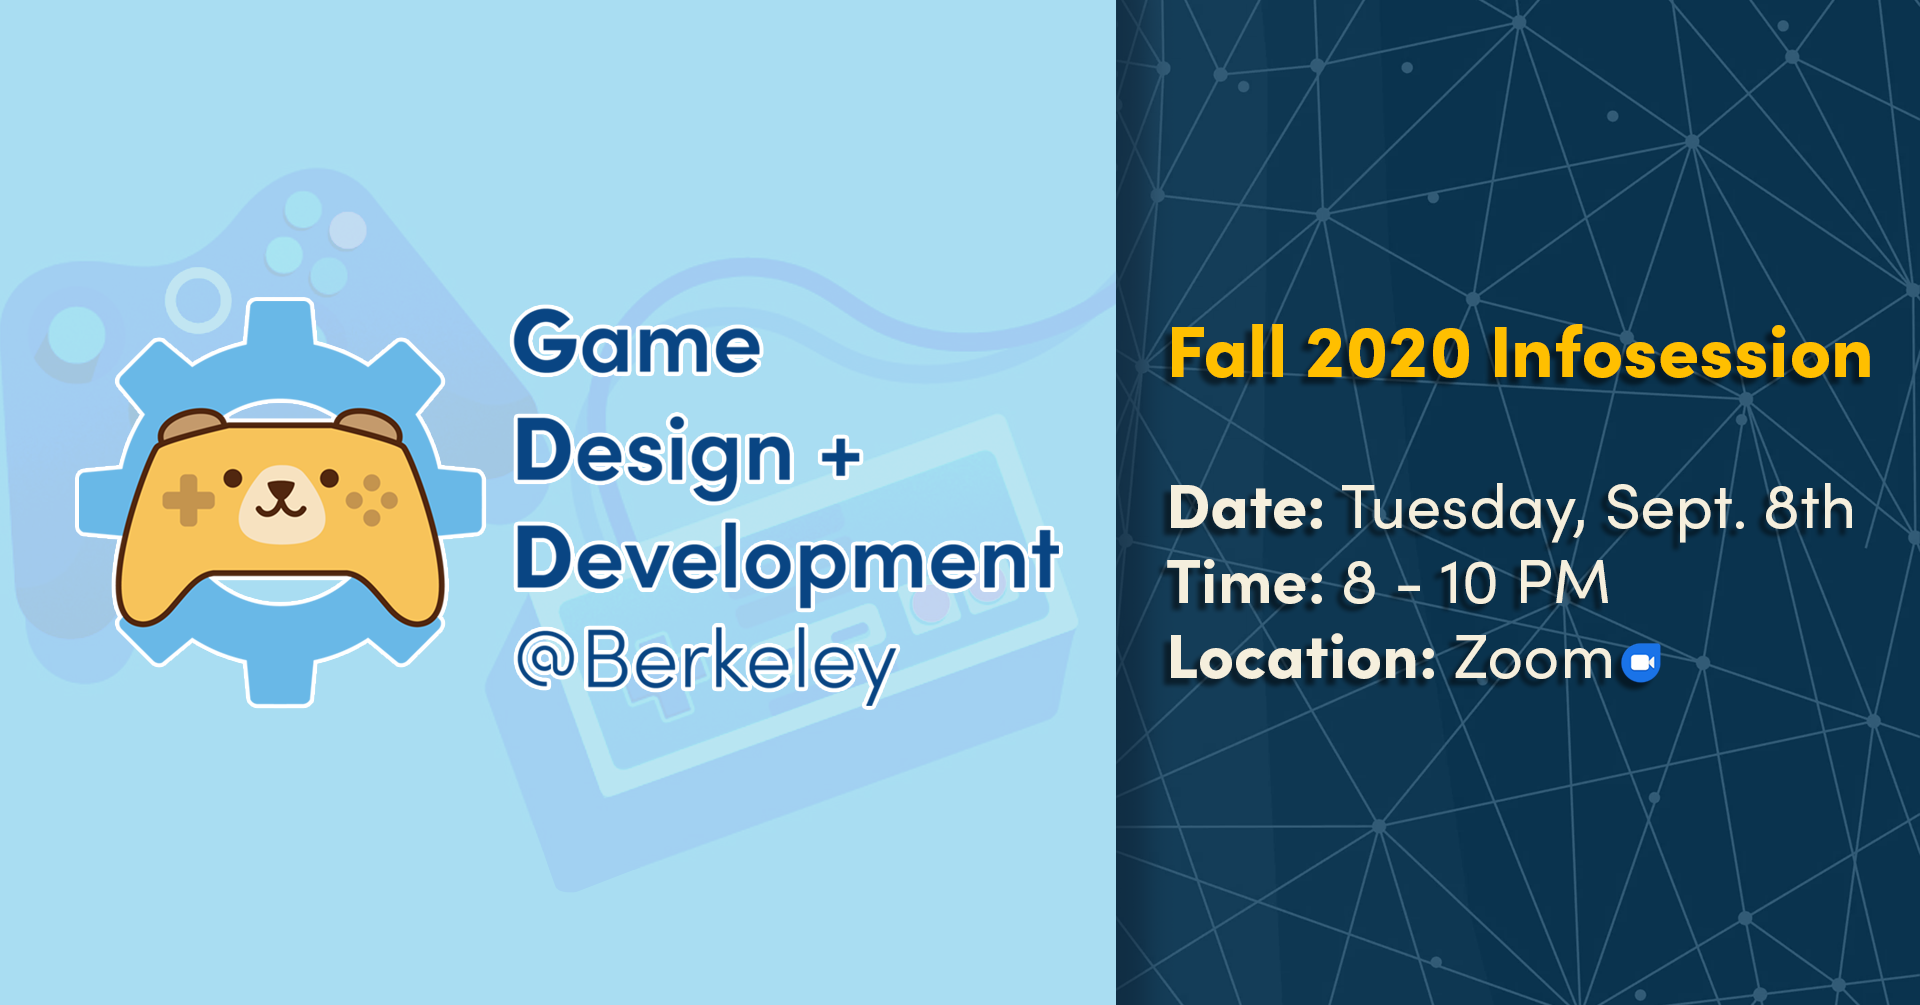 Game
Design +
Development
@Berkeley
Fall 2020 Infosession
Date: Tuesday, Sept. 8th
Time: 8 - 10 PM
Location: Zoom